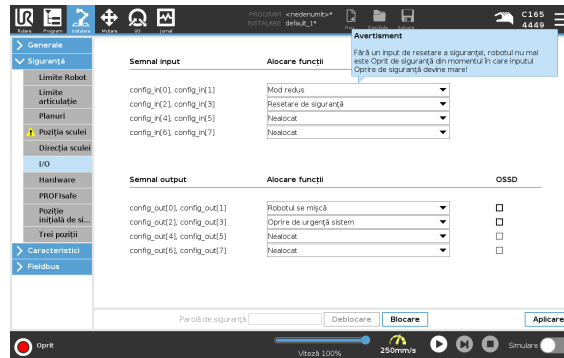 PROGRAM <nedenumit>*
INSTALARE default_1*
Rulare Program Instalare Mutare I/O Jurnal
C165
4449
Avertisment
Fără un input de resetare a siguranței, robotul nu mai
este Oprit de siguranță din momentul în care inputul
Oprire de siguranță devine mare!
Generale
Siguranță
Limite Robot
Limite
articulație
Planuri
Poziția sculei
Direcția sculei
I/O
Hardware
PROFIsafe
Poziție
inițială de si...
Trei poziții
Caracteristici
Fieldbus
Semnal input Alocare funcții
config_in[0], config_in[1] Mod redus
config_in[2], config_in[3] Resetare de siguranță
config_in[4], config_in[5] Nealocat
config_in[6], config_in[7] Nealocat
Semnal output Alocare funcții OSSD
config_out[0], config_out[1] Robotul se mișcă
config_out[2], config_out[3] Oprire de urgență sistem
config_out[4], config_out[5] Nealocat
config_out[6], config_out[7] Nealocat
Parolă de siguranță Deblocare Blocare Aplicare
Oprit Viteză 100% 250mm/s Simulare